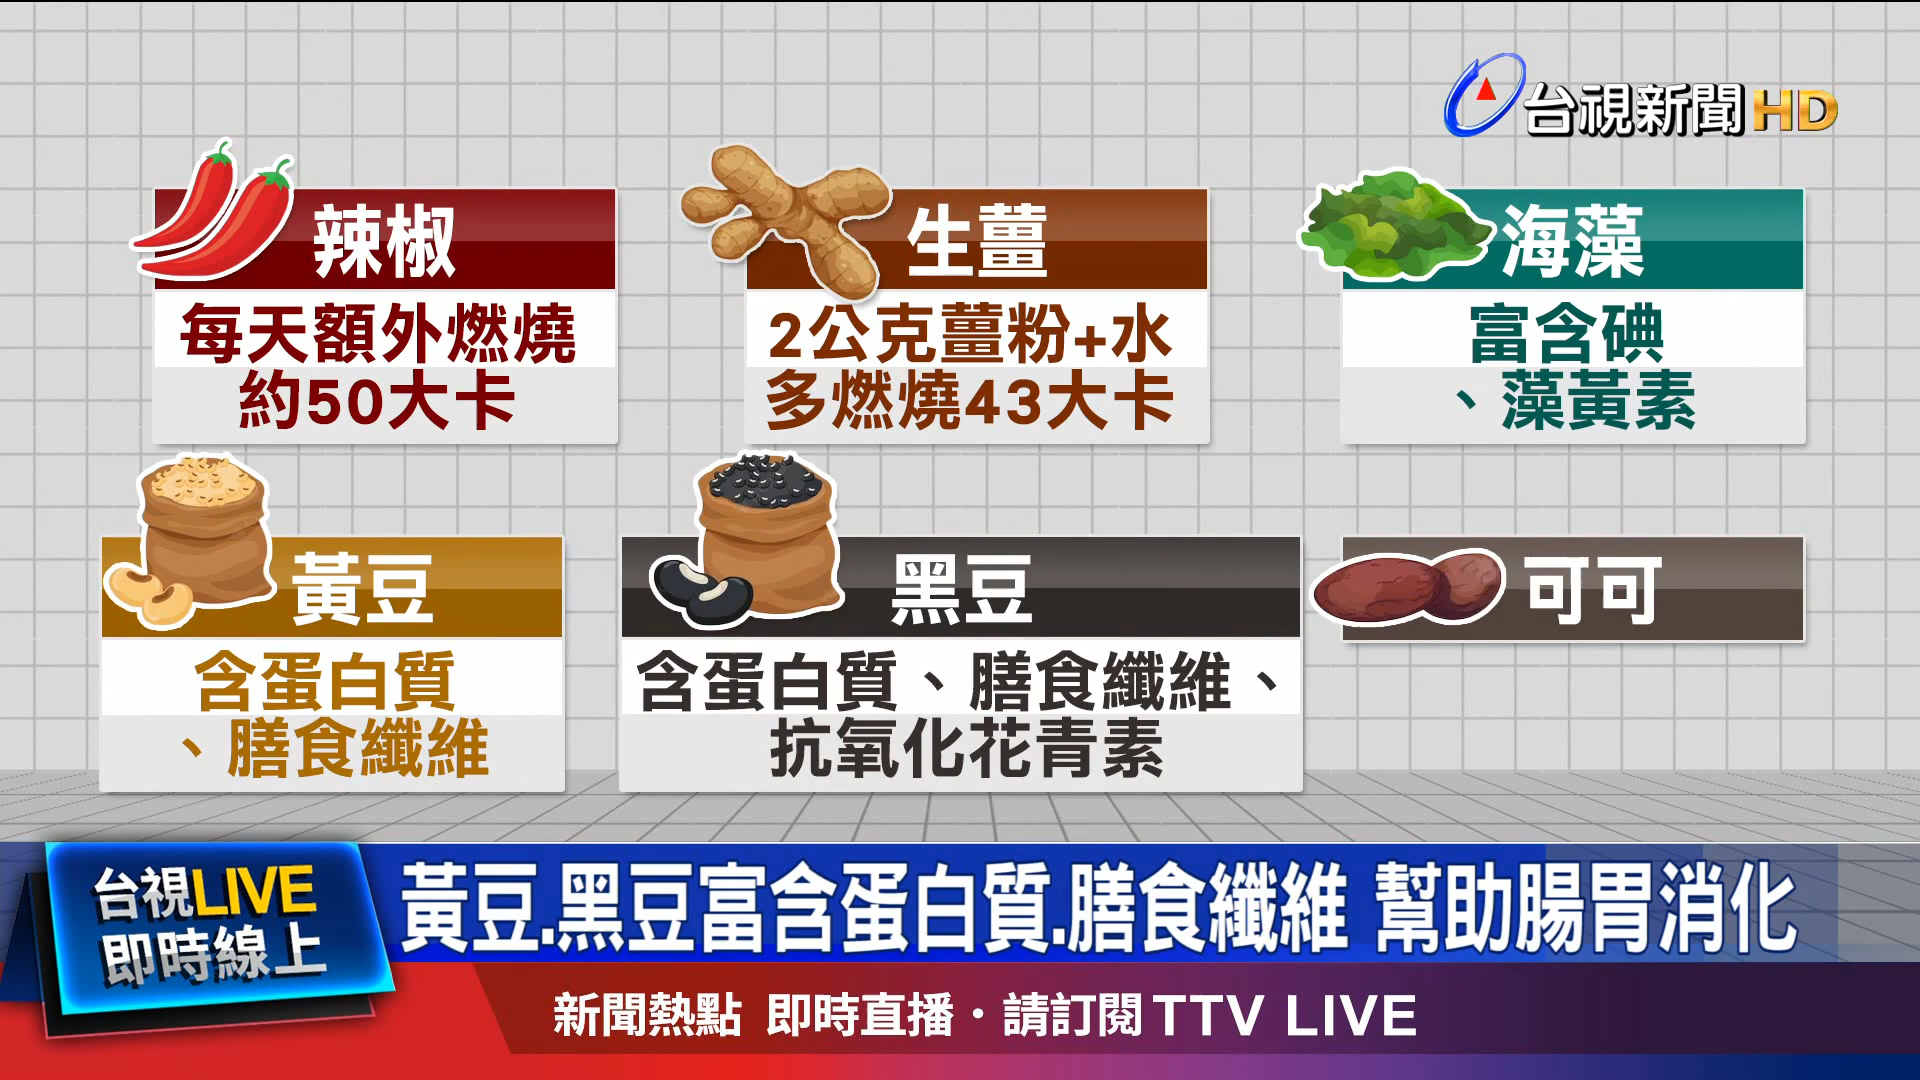 台視新聞HD
辣椒
每天額外燃燒
約50大卡
生薑
2公克薑粉+水
多燃燒43大卡
海藻
富含碘
、藻黃素
黃豆
含蛋白質
、膳食纖維
黑豆
含蛋白質、膳食纖維、
抗氧化花青素
可可
台視LIVE
即時線上
黃豆.黑豆富含蛋白質.膳食纖維 幫助腸胃消化
新聞熱點 即時直播・請訂閱TTV LIVE